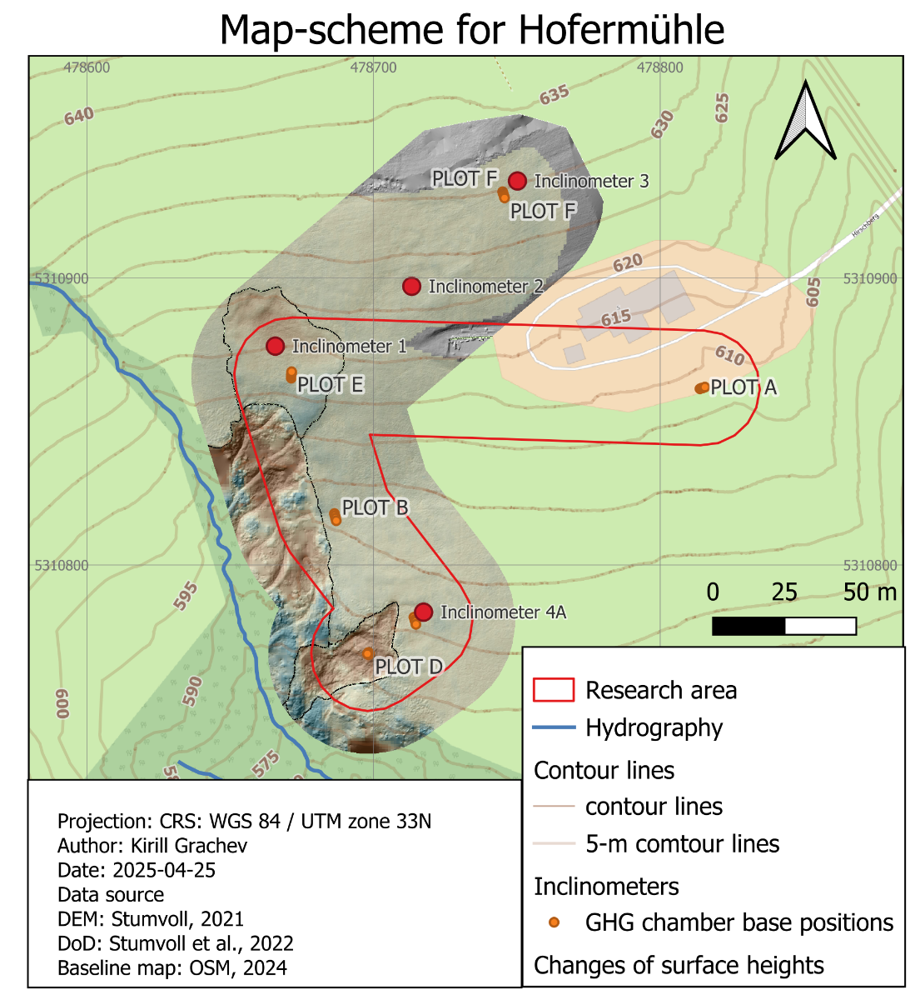 Map-scheme for Hofermühle
478600
478700
478800
640
635
630
625
PLOT F
Inclinometer 3
PLOT F
Hirschberg
620
5310900
5310900
Inclinometer 2
605
615
Inclinometer 1
610
PLOT E
PLOT A
PLOT B
5310800
5310800
595
0 25 50 m
Inclinometer 4A
PLOT D
600
590
575
Projection: CRS: WGS 84 / UTM zone 33N
Author: Kirill Grachev
Date: 2025-04-25
Data source
DEM: Stumvoll, 2021
DoD: Stumvoll et al., 2022
Baseline map: OSM, 2024
Research area
Hydrography
Contour lines
contour lines
5-m comtour lines
Inclinometers
GHG chamber base positions
Changes of surface heights